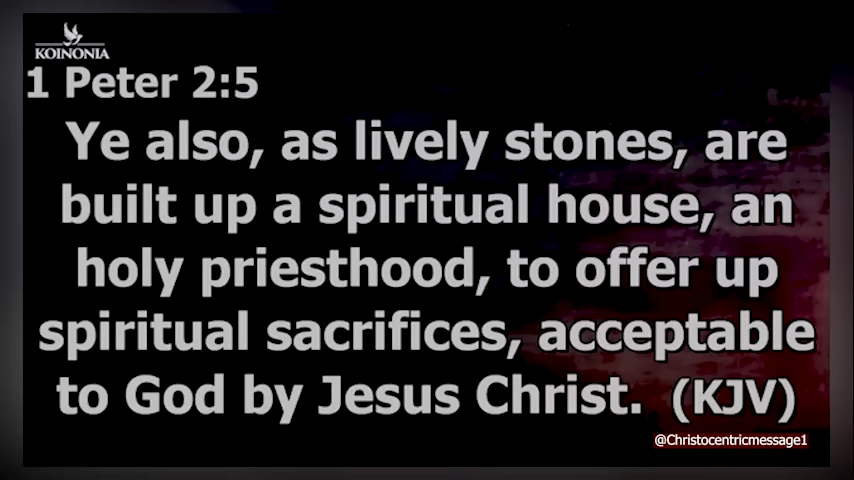 KOINONIA
1 Peter 2:5
Ye also, as lively stones, are
built up a spiritual house, an
holy priesthood, to offer up
spiritual sacrifices, acceptable
to God by Jesus Christ. (KJV)
@Christocentricmessage1